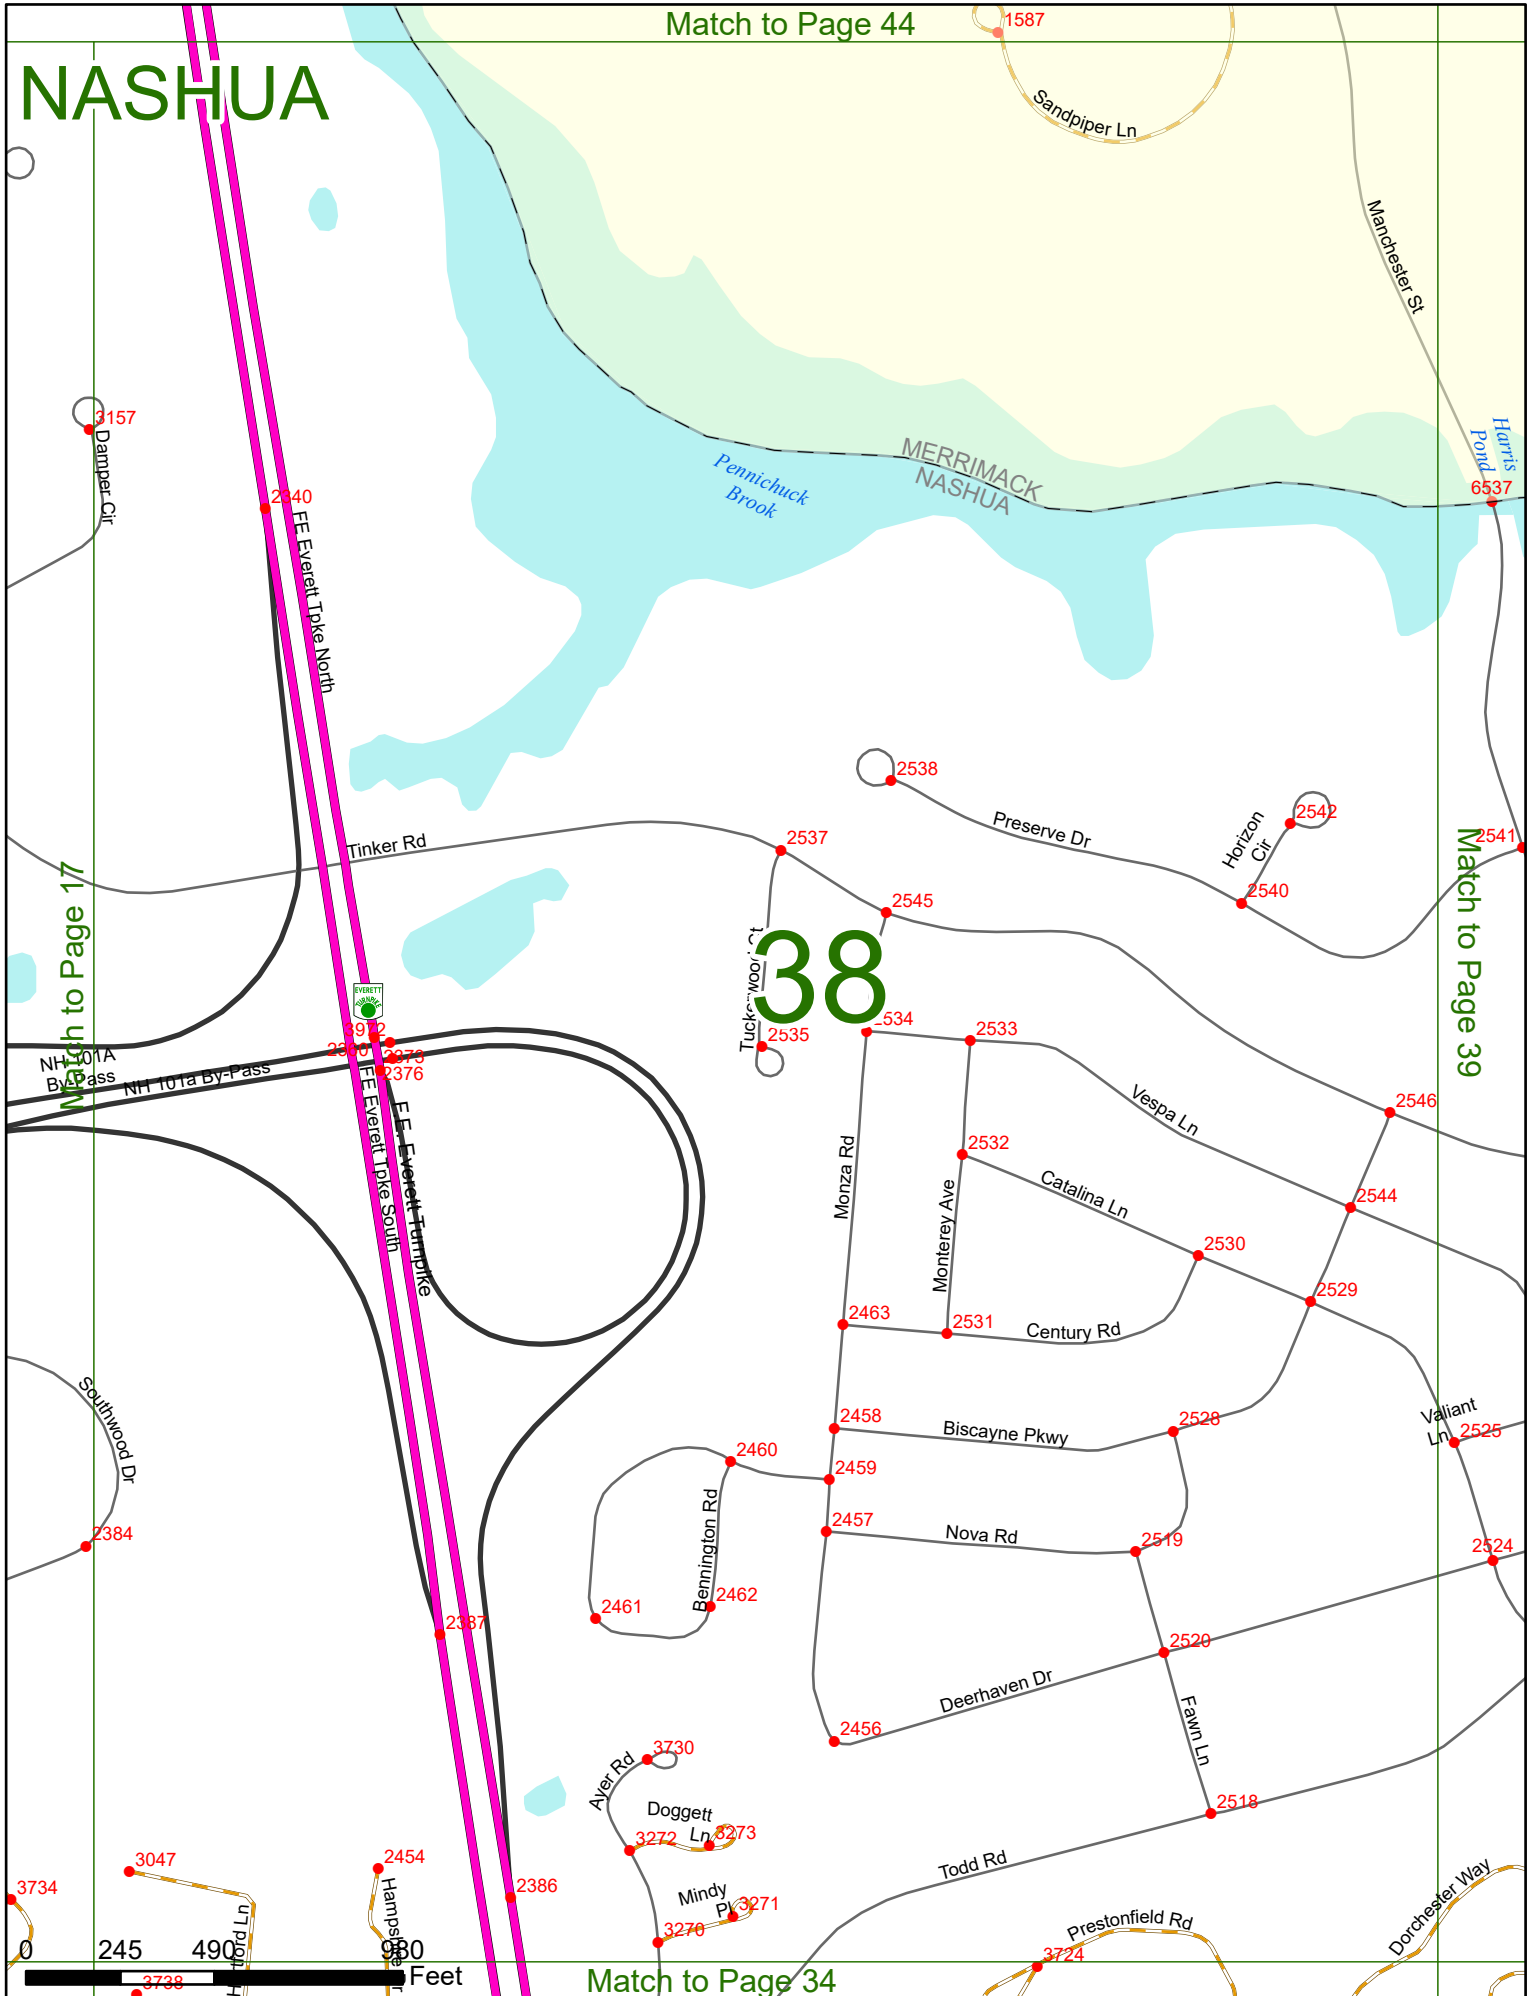 Match to Page 44
1587
NASHUA
Sandpiper Ln
Manchester St
3157
Damper Cir
2340
FE Everett Tpke North
Pennichuck
Brook
MERRIMACK
NASHUA
Harris
Pond
6537
2538
Preserve Dr
Horizon
Cir
2542
2541
2540
Tinker Rd
2537
2545
Match to Page 17
Match to Page 39
38
EVERETT
TURNPIKE
3972
2373
2376
NH 101A
By-Pass
NH 101a By-Pass
FE Everett Tpke South
F.E. Everett Turnpike
2535
2534
2533
Vespa Ln
2546
2532
Monza Rd
Monterey Ave
Catalina Ln
2544
2530
2529
2463
2531
Century Rd
Southwood Dr
2458
Biscayne Pkwy
2528
Valiant
Ln
2525
2460
2459
2457
Nova Rd
2519
2524
Bennington Rd
2384
2461
2462
2387
2520
Deerhaven Dr
Fawn Ln
2456
3730
Ayer Rd
Doggett
Ln
3272
3273
2518
Todd Rd
3047
2454
3734
2386
Mindy
Pl
3271
3270
Prestonfield Rd
3724
Dorchester Way
0 245 490 980
Feet
3738
Match to Page 34